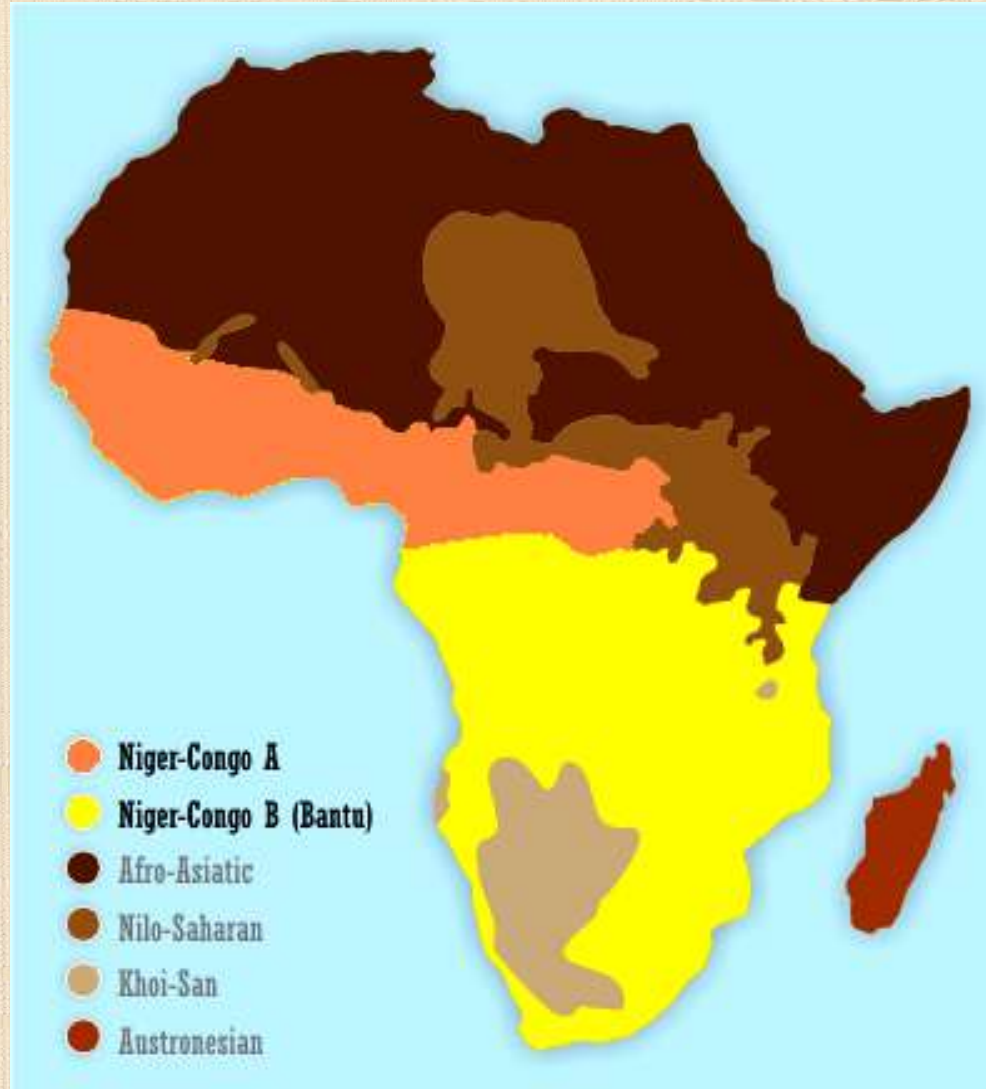 Niger-Congo A
Niger-Congo B (Bantu)
Afro-Asiatic
Nilo-Saharan
Khoi-San
Austronesian